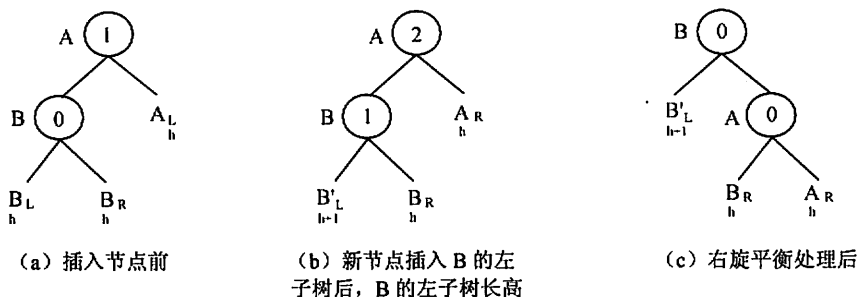 A 1
B 0
A L
h
B L
h
B R
h
(a) 插入节点前
A 2
B 1
A R
h
B' L
h+1
B R
h
(b) 新节点插入 B 的左
子树后，B 的左子树长高
B 0
B' L
h+1
A 0
B R
h
A R
h
(c) 右旋平衡处理后